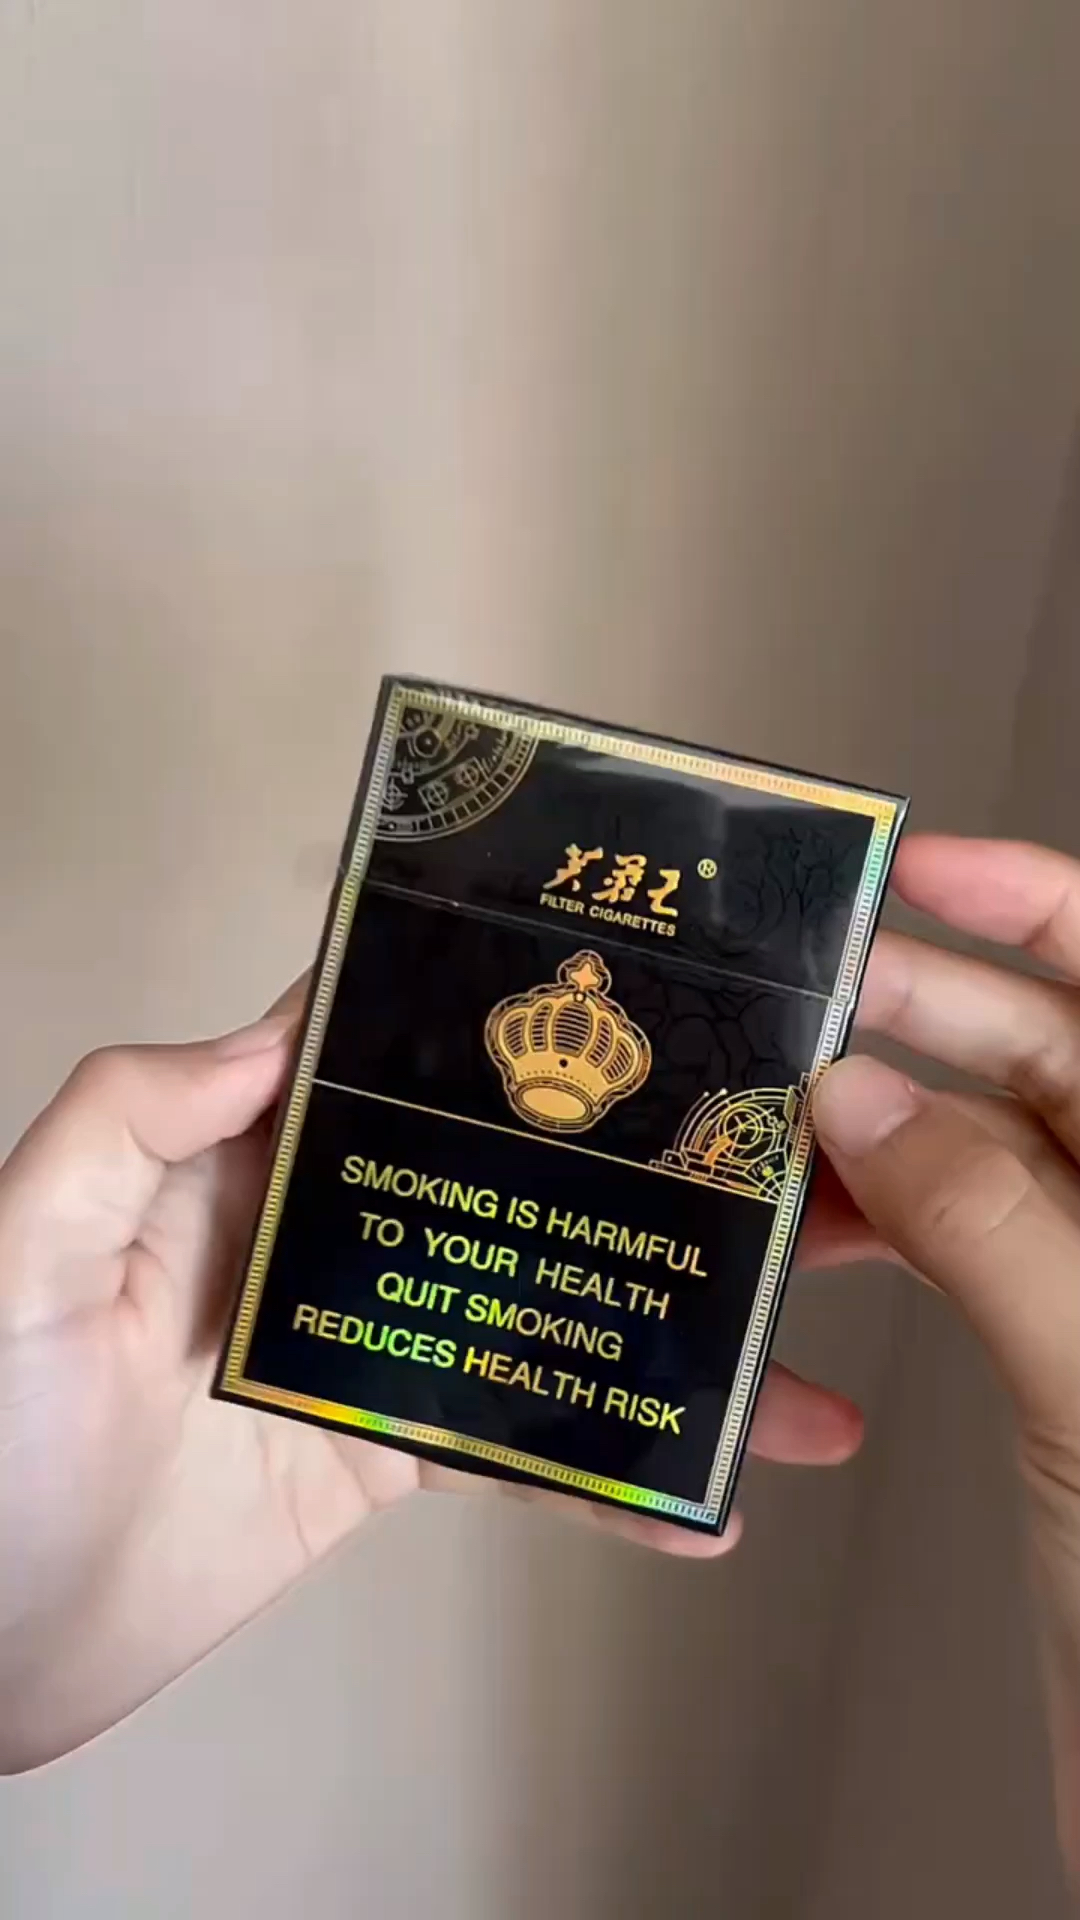 芙蓉王®
FILTER CIGARETTES
SMOKING IS HARMFUL
TO YOUR HEALTH
QUIT SMOKING
REDUCES HEALTH RISK